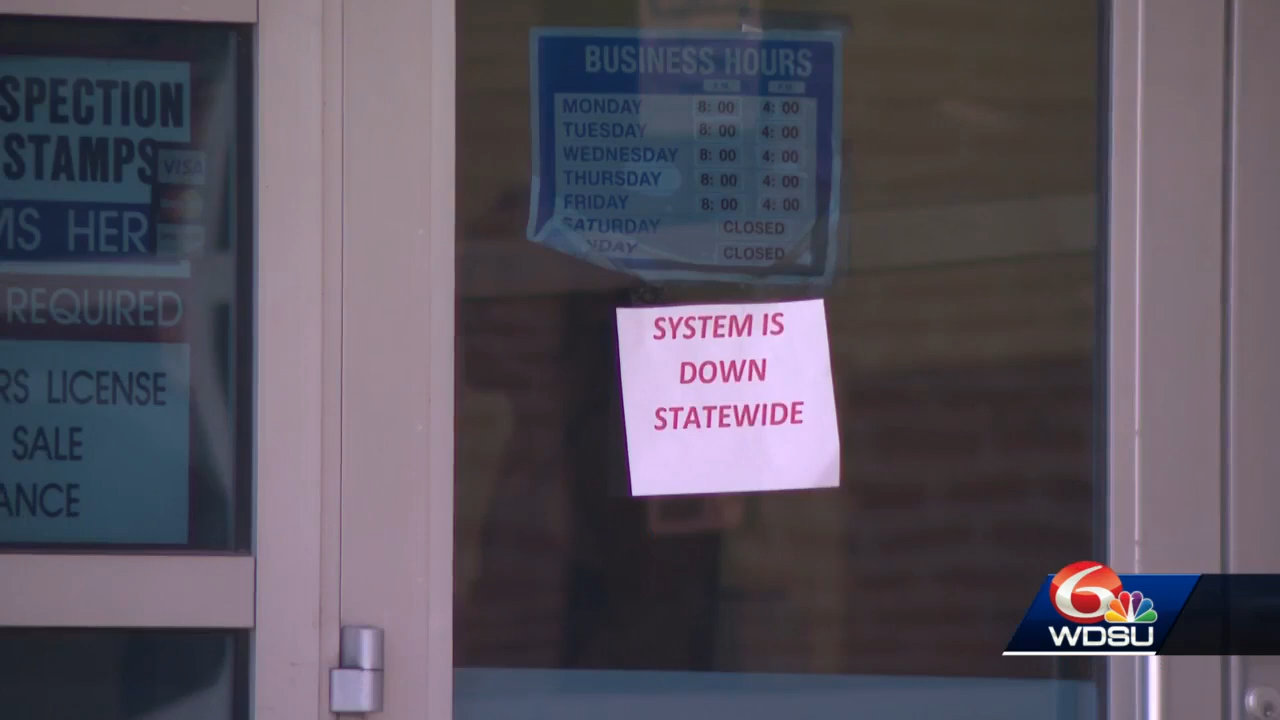 SPECTION
STAMPS
VISA
MS HER
REQUIRED
RS LICENSE
SALE
ANCE
BUSINESS HOURS
A.M. P.M.
MONDAY 8:00 4:00
TUESDAY 8:00 4:00
WEDNESDAY 8:00 4:00
THURSDAY 8:00 4:00
FRIDAY 8:00 4:00
SATURDAY CLOSED
NDAY CLOSED
SYSTEM IS
DOWN
STATEWIDE
6
WDSU